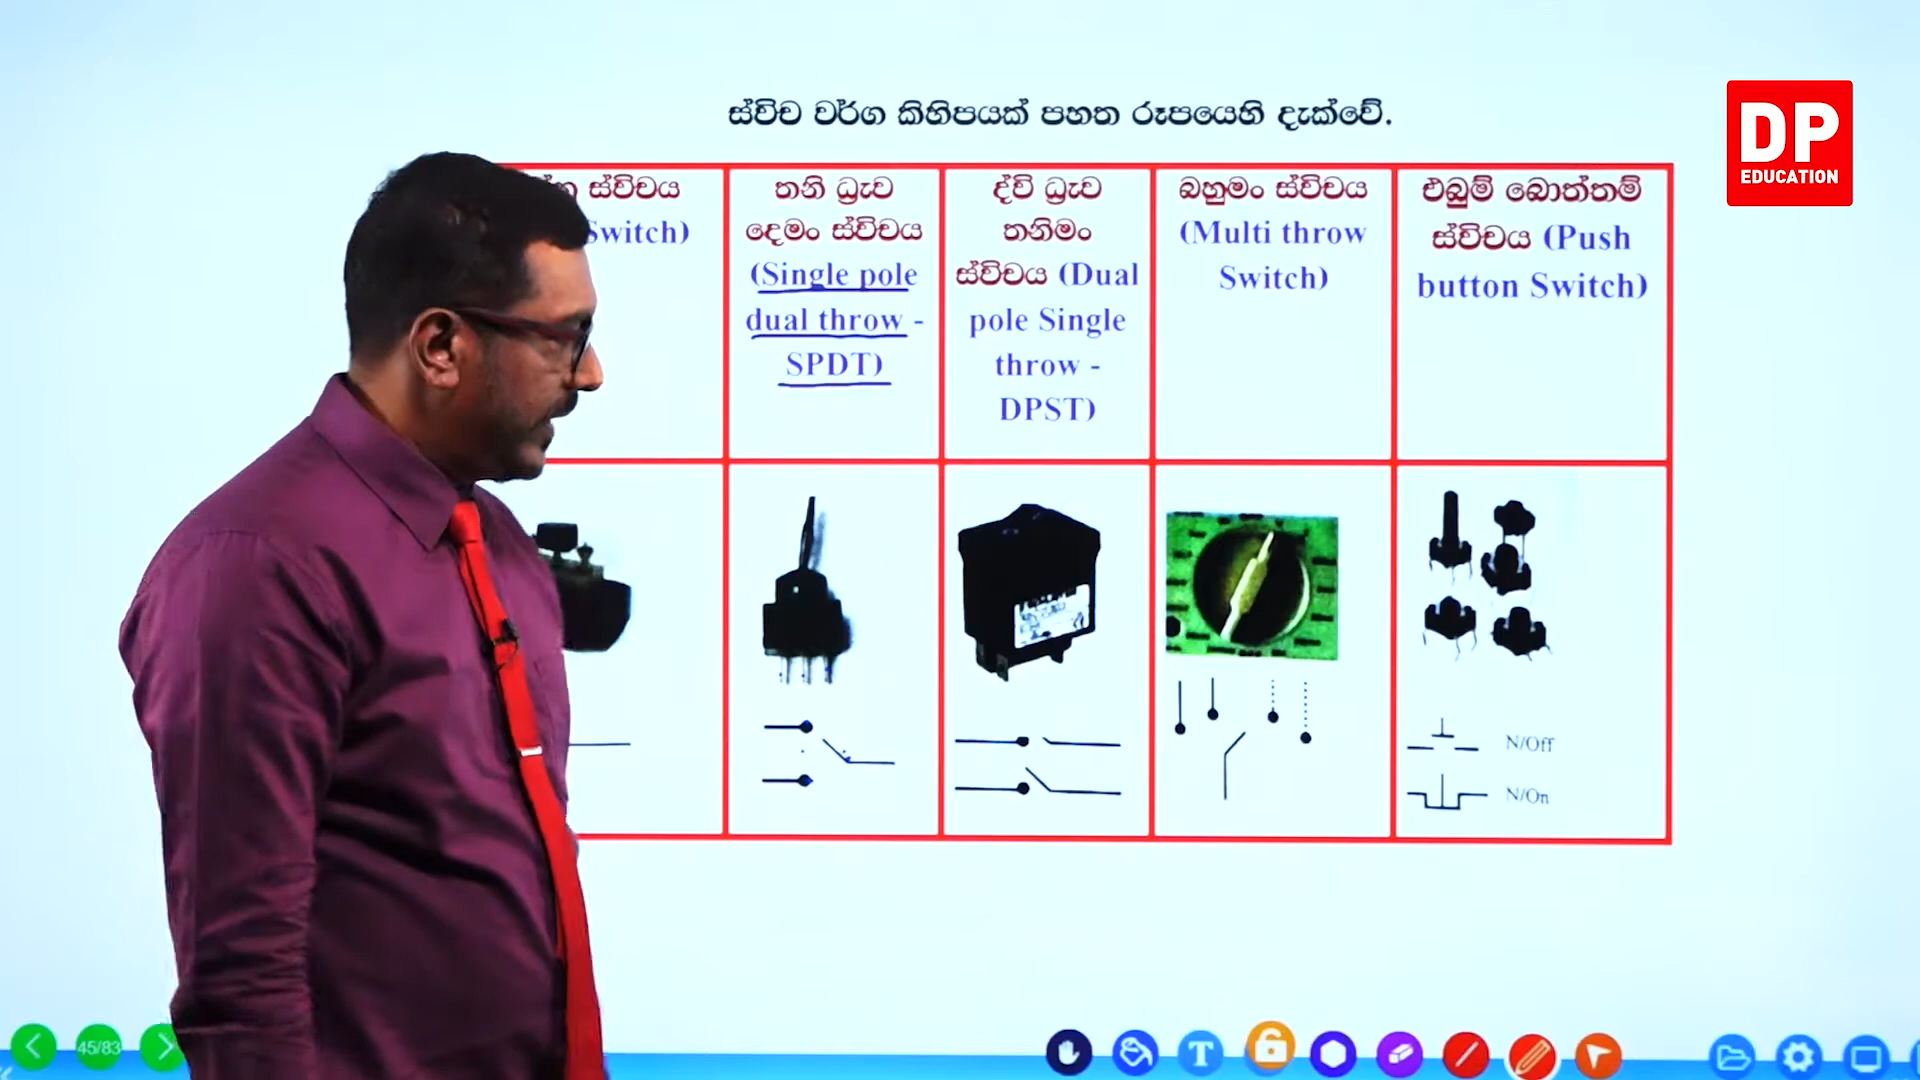 DP
EDUCATION
ස්විච වර්ග කිහිපයක් පහත රූපයෙහි දැක්වේ.
ස්විචය
Switch)
තනි ධ්‍රැව
දෙමං ස්විචය
(Single pole
dual throw -
SPDT)
ද්වි ධ්‍රැව
තනිමං
ස්විචය (Dual
pole Single
throw -
DPST)
බහුමං ස්විචය
(Multi throw
Switch)
එබුම් බොත්තම්
ස්විචය (Push
button Switch)
N/Off
N/On
45/83
T